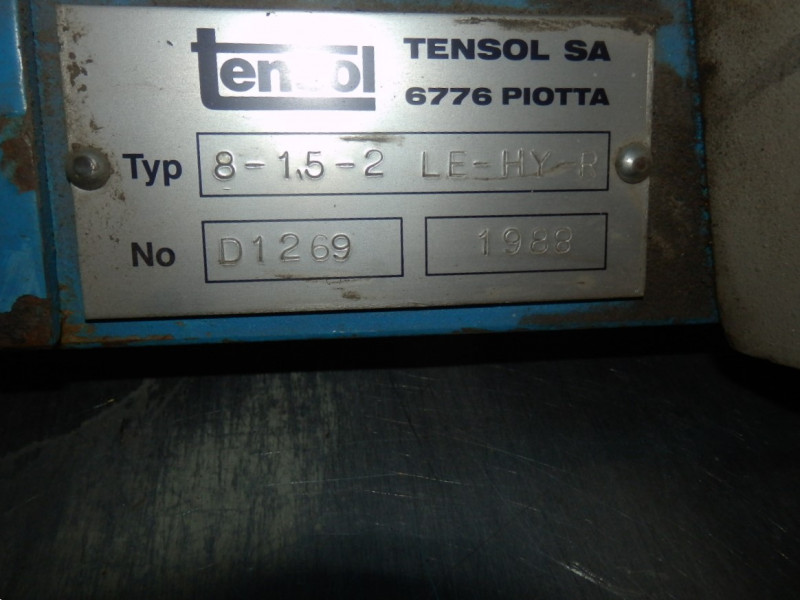 tensol
TENSOL SA
6776 PIOTTA
Typ 8-1,5-2 LE-HY-R
No D1269 1988